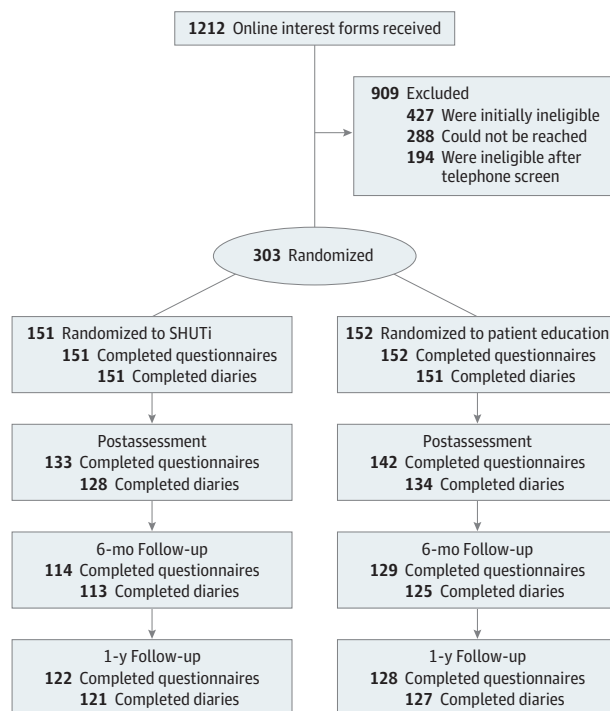 1212 Online interest forms received
909 Excluded
427 Were initially ineligible
288 Could not be reached
194 Were ineligible after
telephone screen
303 Randomized
151 Randomized to SHUTi
151 Completed questionnaires
151 Completed diaries
152 Randomized to patient education
152 Completed questionnaires
151 Completed diaries
Postassessment
133 Completed questionnaires
128 Completed diaries
Postassessment
142 Completed questionnaires
134 Completed diaries
6-mo Follow-up
114 Completed questionnaires
113 Completed diaries
6-mo Follow-up
129 Completed questionnaires
125 Completed diaries
1-y Follow-up
122 Completed questionnaires
121 Completed diaries
1-y Follow-up
128 Completed questionnaires
127 Completed diaries